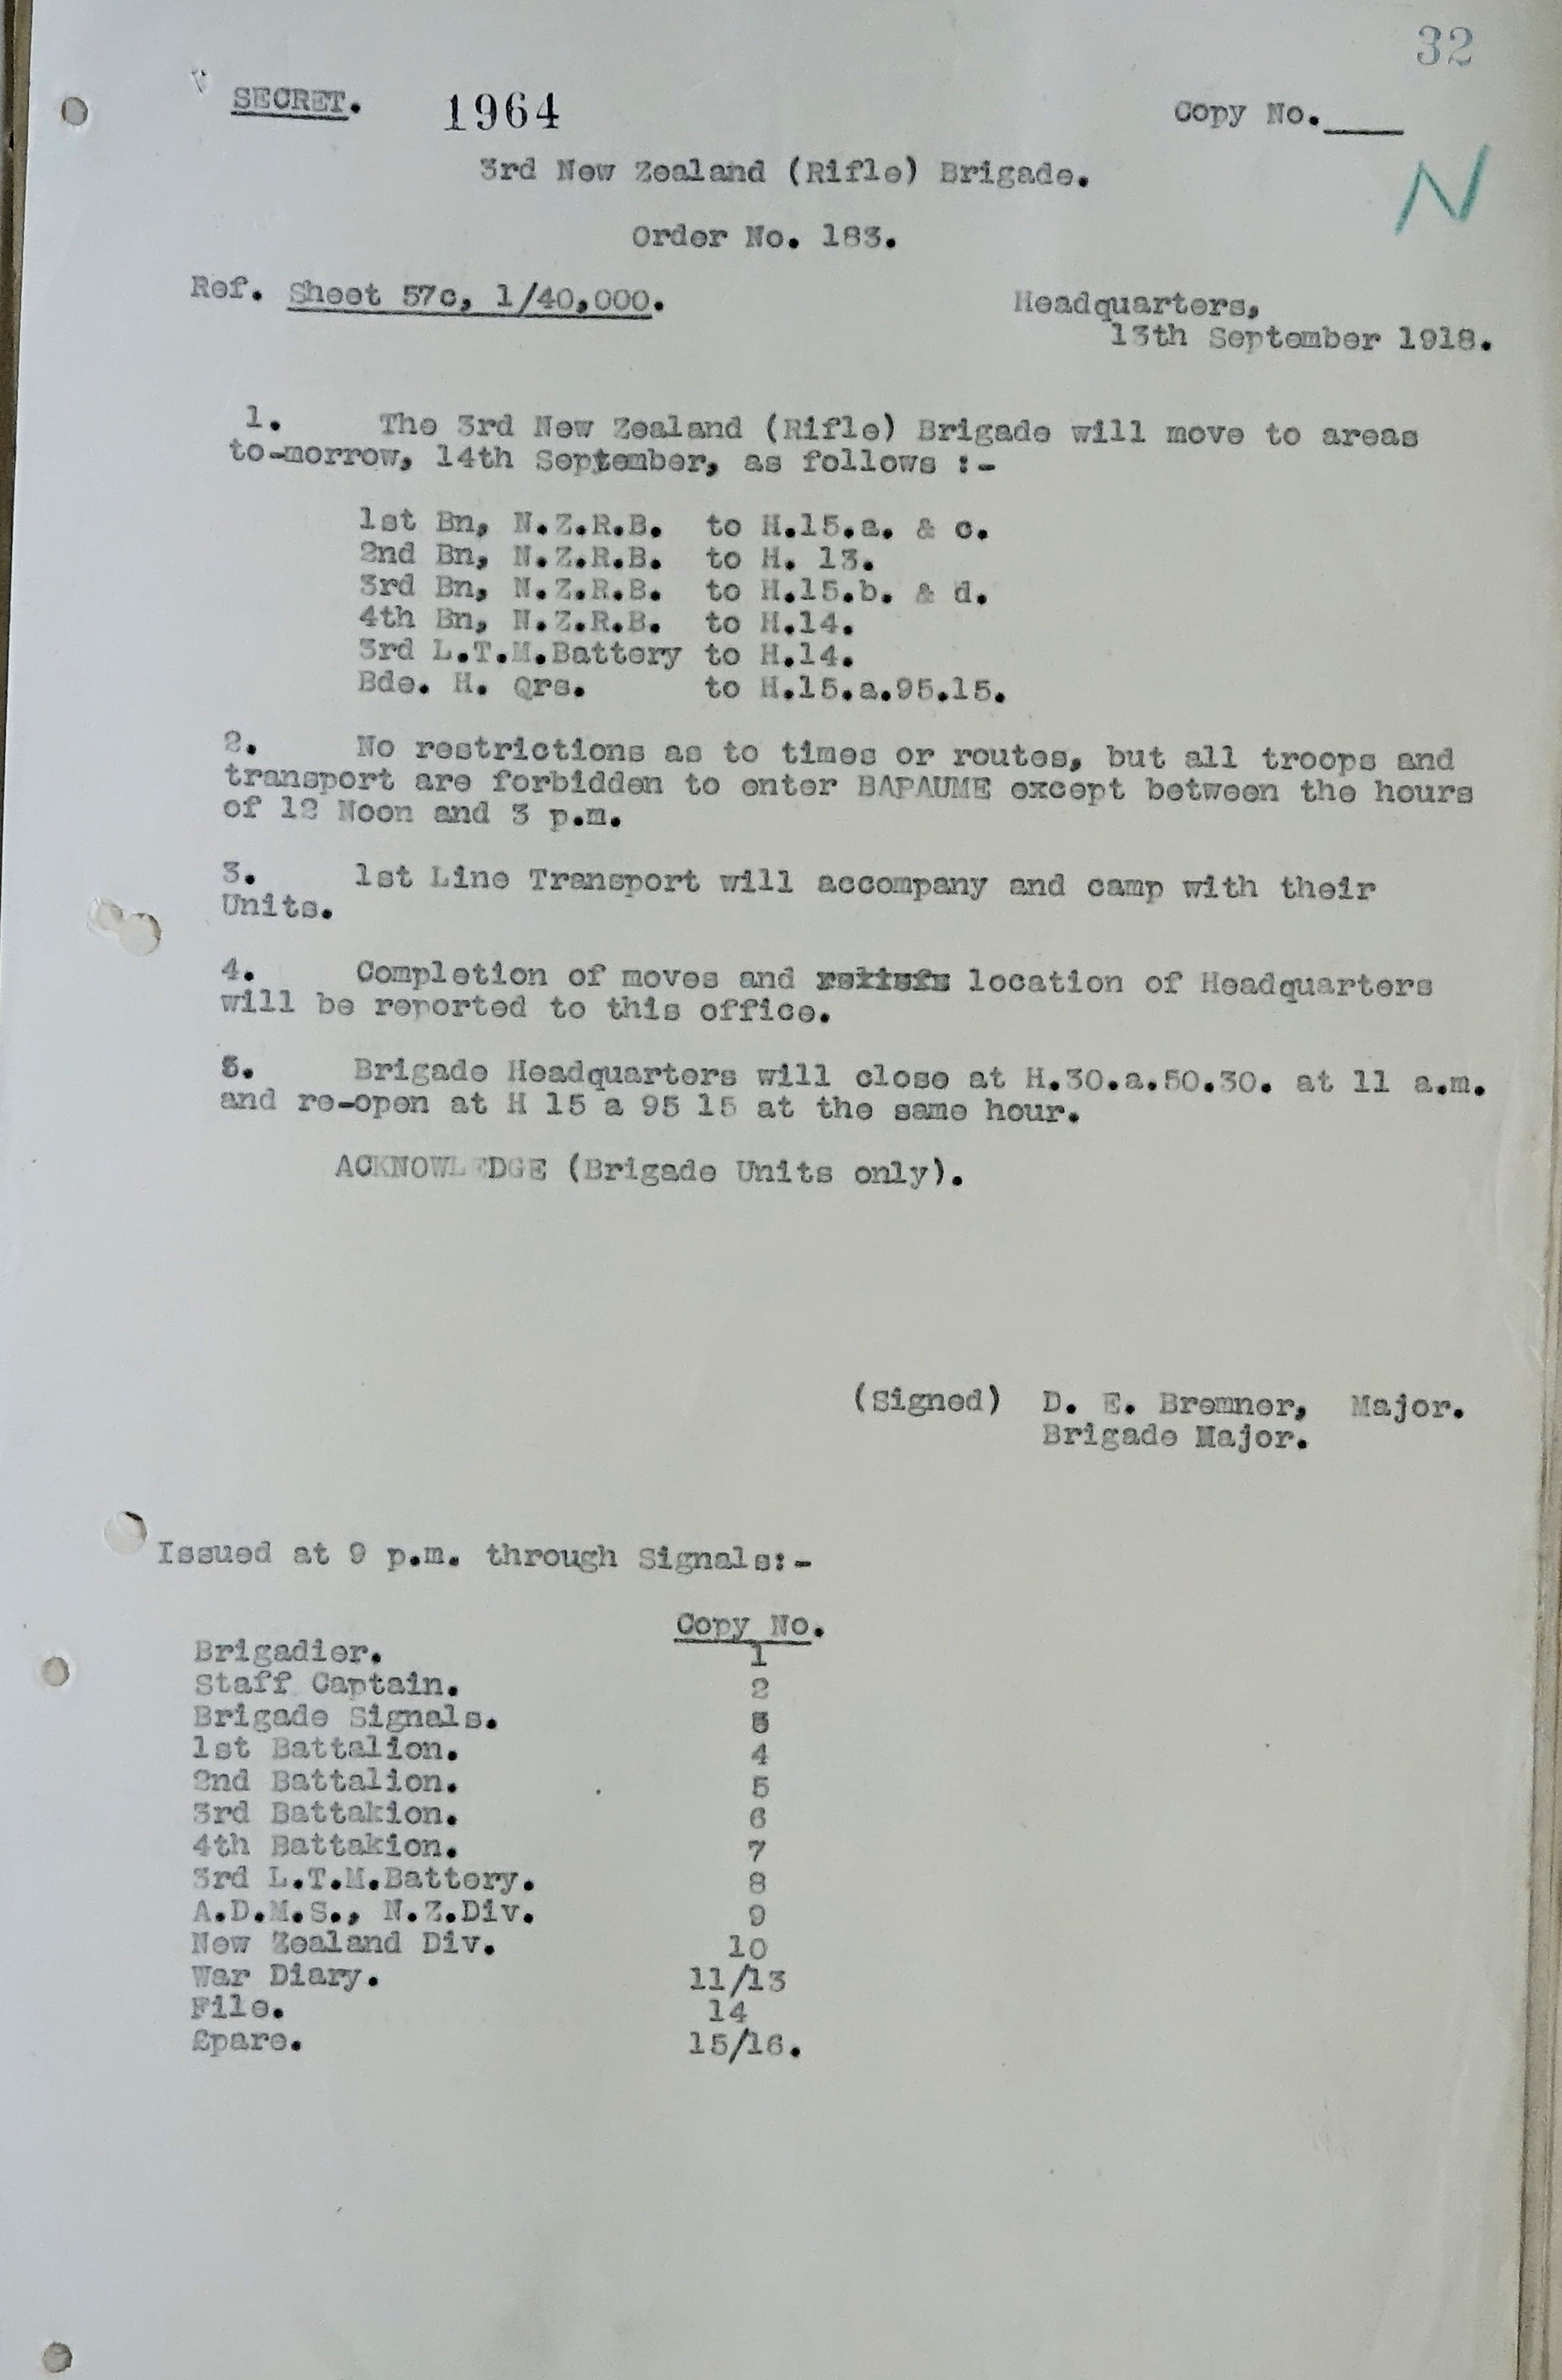 32
SECRET. 1964 Copy No.____
3rd New Zealand (Rifle) Brigade.
N
Order No. 183.
Ref. Sheet 57c, 1/40,000.
Headquarters,
13th September 1918.
1. The 3rd New Zealand (Rifle) Brigade will move to areas
to-morrow, 14th September, as follows :-
1st Bn, N.Z.R.B. to H.15.a. & c.
2nd Bn, N.Z.R.B. to H. 13.
3rd Bn, N.Z.R.B. to H.15.b. & d.
4th Bn, N.Z.R.B. to H.14.
3rd L.T.M.Battery to H.14.
Bde. H. Qrs. to H.15.a.95.15.
2. No restrictions as to times or routes, but all troops and
transport are forbidden to enter BAPAUME except between the hours
of 12 Noon and 3 p.m.
3. 1st Line Transport will accompany and camp with their
Units.
4. Completion of moves and location of Headquarters
will be reported to this office.
5. Brigade Headquarters will close at H.30.a.50.30. at 11 a.m.
and re-open at H 15 a 95 15 at the same hour.
ACKNOWLEDGE (Brigade Units only).
(Signed) D. E. Bremner, Major.
Brigade Major.
Issued at 9 p.m. through Signals:-
Copy No.
Brigadier. 1
Staff Captain. 2
Brigade Signals. 3
1st Battalion. 4
2nd Battalion. 5
3rd Battakion. 6
4th Battakion. 7
3rd L.T.M.Battery. 8
A.D.M.S., N.Z.Div. 9
New Zealand Div. 10
War Diary. 11/13
File. 14
£pare. 15/16.